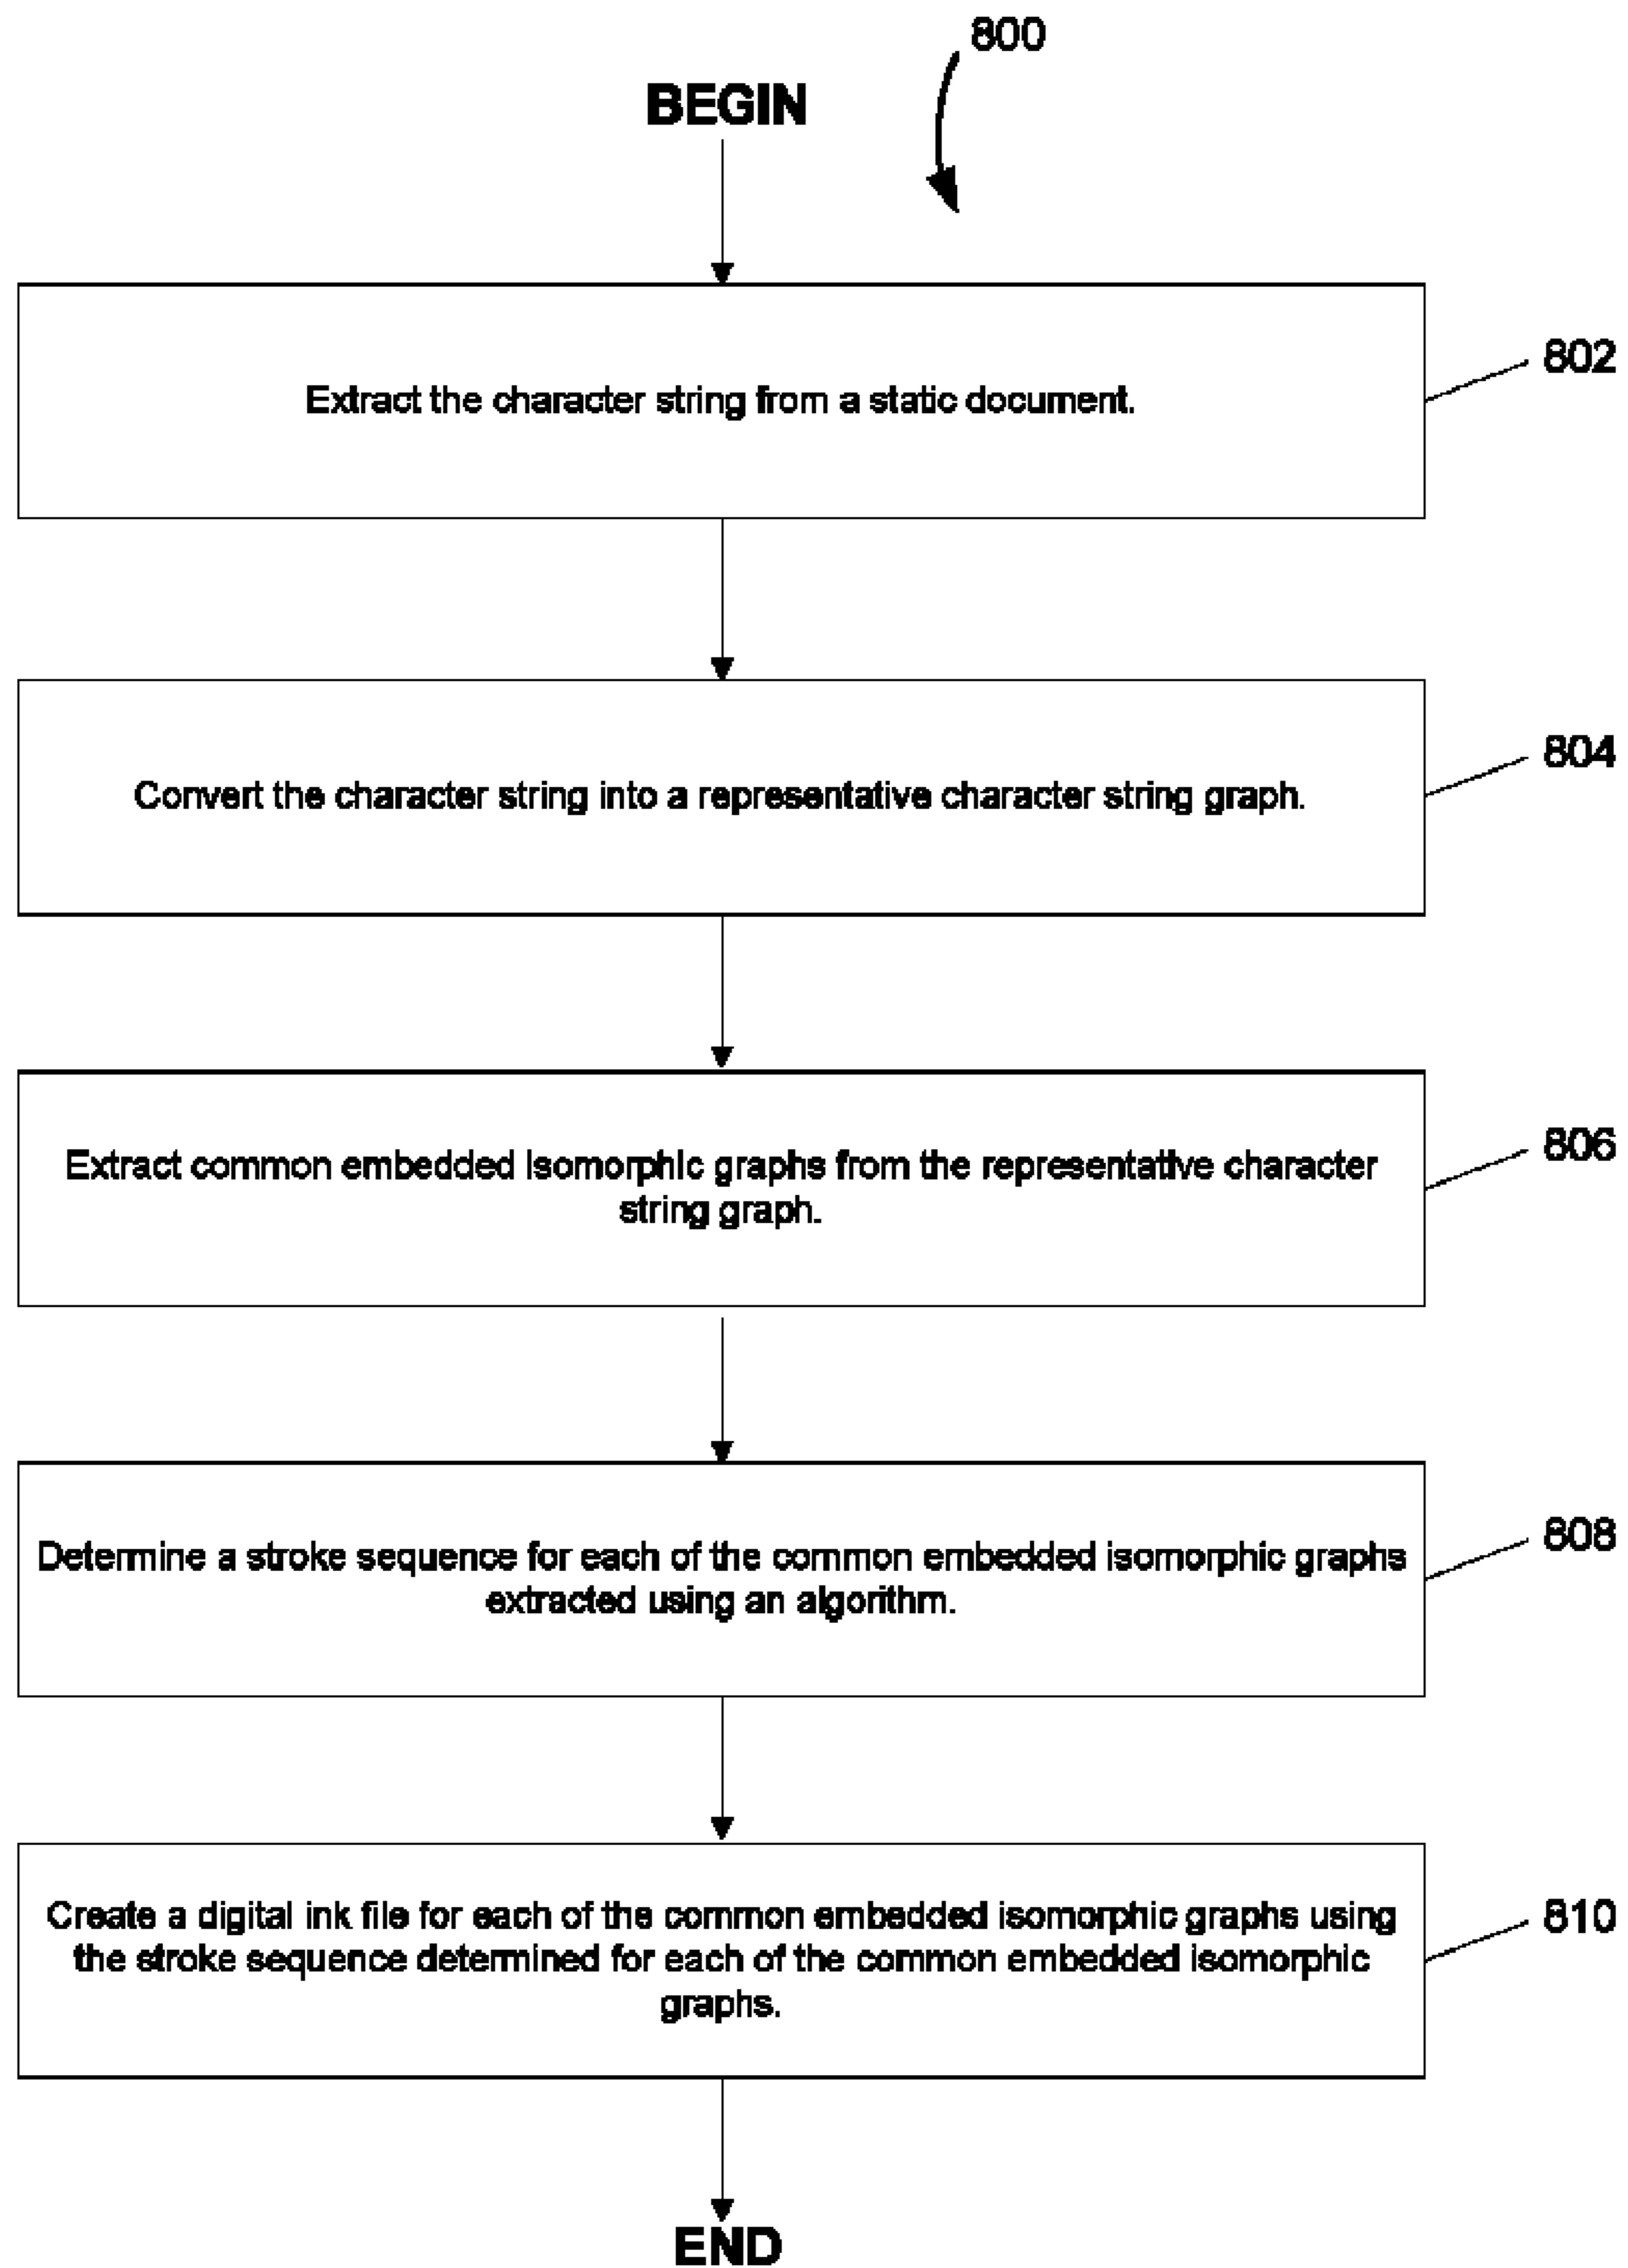 800
BEGIN
802
Extract the character string from a static document.
804
Convert the character string into a representative character string graph.
806
Extract common embedded isomorphic graphs from the representative character
string graph.
808
Determine a stroke sequence for each of the common embedded isomorphic graphs
extracted using an algorithm.
810
Create a digital ink file for each of the common embedded isomorphic graphs using
the stroke sequence determined for each of the common embedded isomorphic
graphs.
END